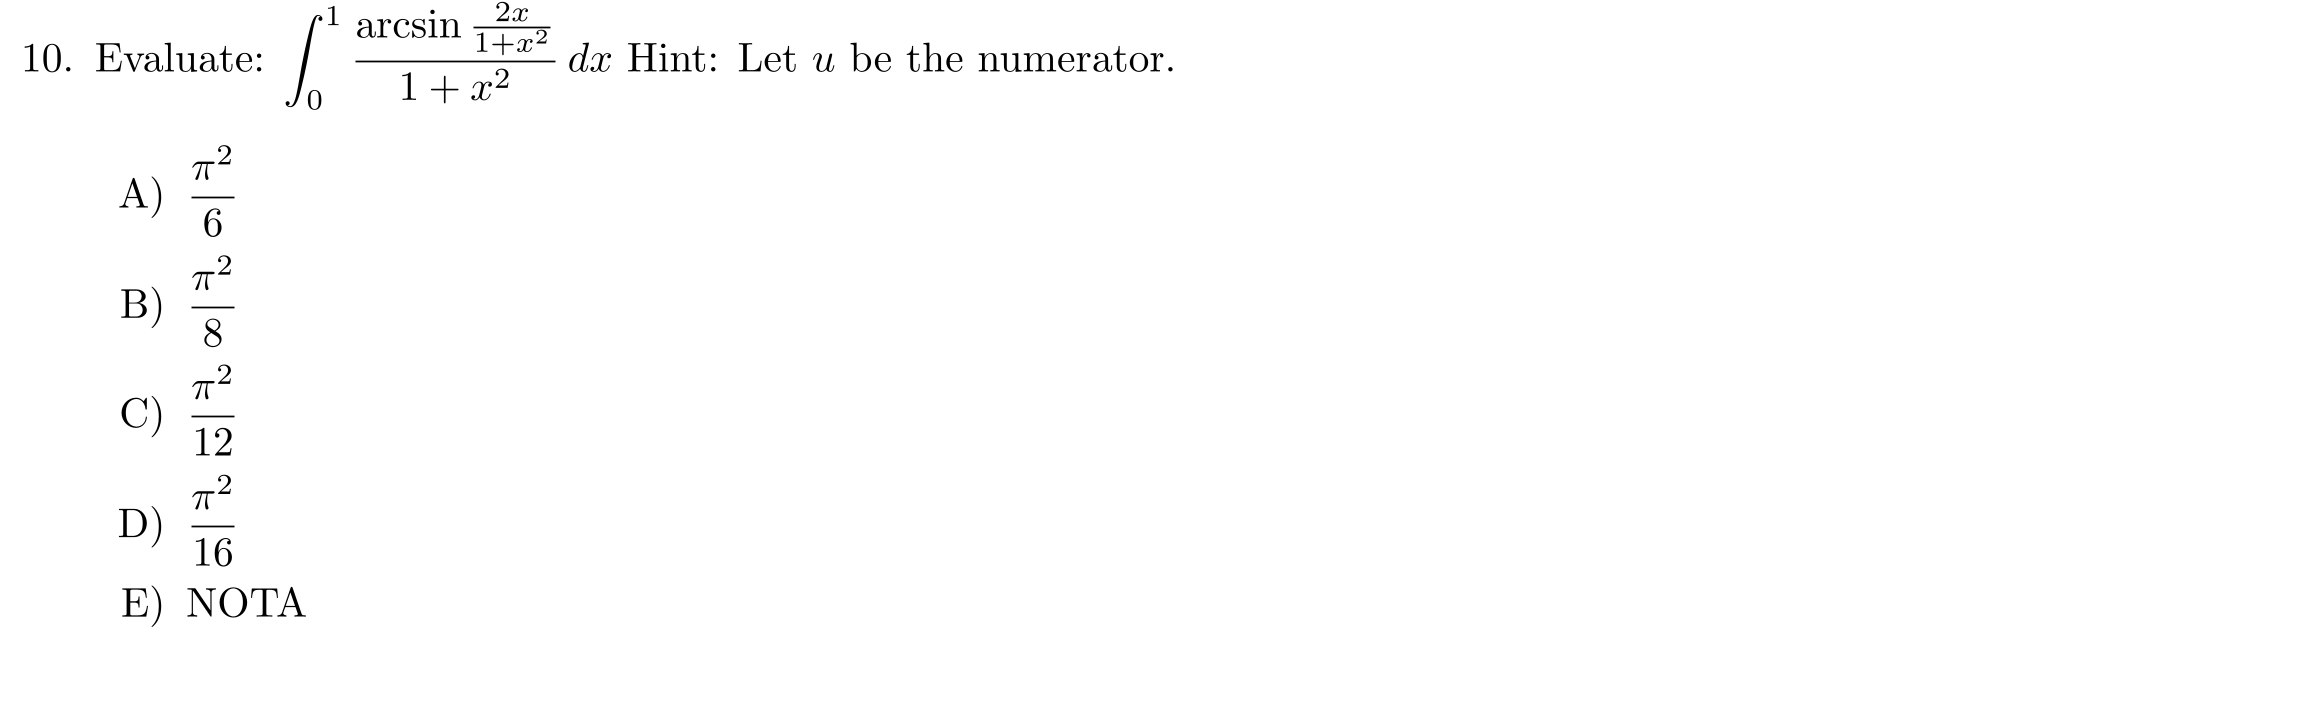 10. Evaluate: $\int_0^1 \frac{\arcsin \frac{2x}{1+x^2}}{1+x^2} \, dx$ Hint: Let $u$ be the numerator.
A) $\frac{\pi^2}{6}$
B) $\frac{\pi^2}{8}$
C) $\frac{\pi^2}{12}$
D) $\frac{\pi^2}{16}$
E) NOTA